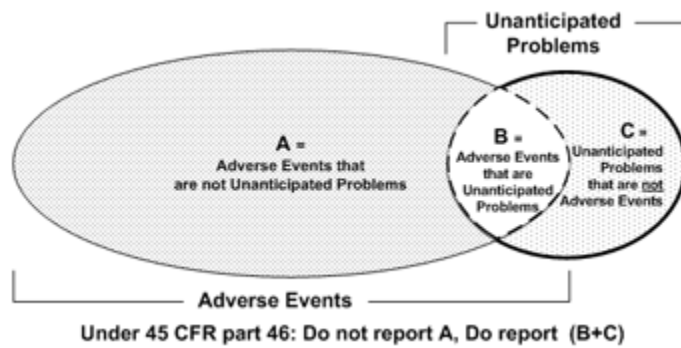 Unanticipated
Problems
A =
Adverse Events that
are not Unanticipated Problems
B =
Adverse Events
that are
Unanticipated
Problems
C =
Unanticipated
Problems
that are not
Adverse Events
Adverse Events
Under 45 CFR part 46: Do not report A, Do report (B+C)